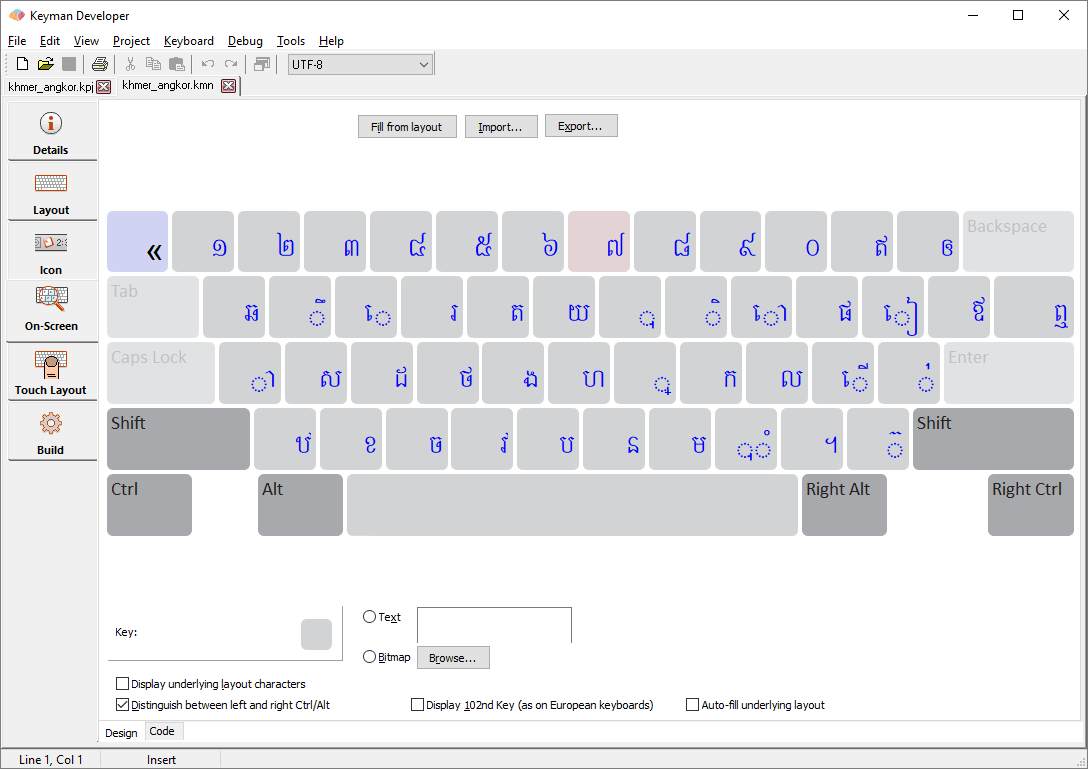 Keyman Developer
File Edit View Project Keyboard Debug Tools Help
UTF-8
khmer_angkor.kpj khmer_angkor.kmn
Details
Layout
Icon
On-Screen
Touch Layout
Build
Fill from layout Import... Export...
« ១ ២ ៣ ៤ ៥ ៦ ៧ ៨ ៩ ០ ឥ ឲ Backspace
Tab ឆ ឹ េ រ ត យ ុ ិ ោ ផ ៀ ឪ ឮ
Caps Lock ា ស ដ ថ ង ហ ្ ក ល ើ ់ Enter
Shift ឋ ខ ច វ ប ន ម ុំ ។ ៊ Shift
Ctrl Alt Right Alt Right Ctrl
Key:
Text
Bitmap Browse...
Display underlying layout characters
Distinguish between left and right Ctrl/Alt Display 102nd Key (as on European keyboards) Auto-fill underlying layout
Design Code
Line 1, Col 1 Insert